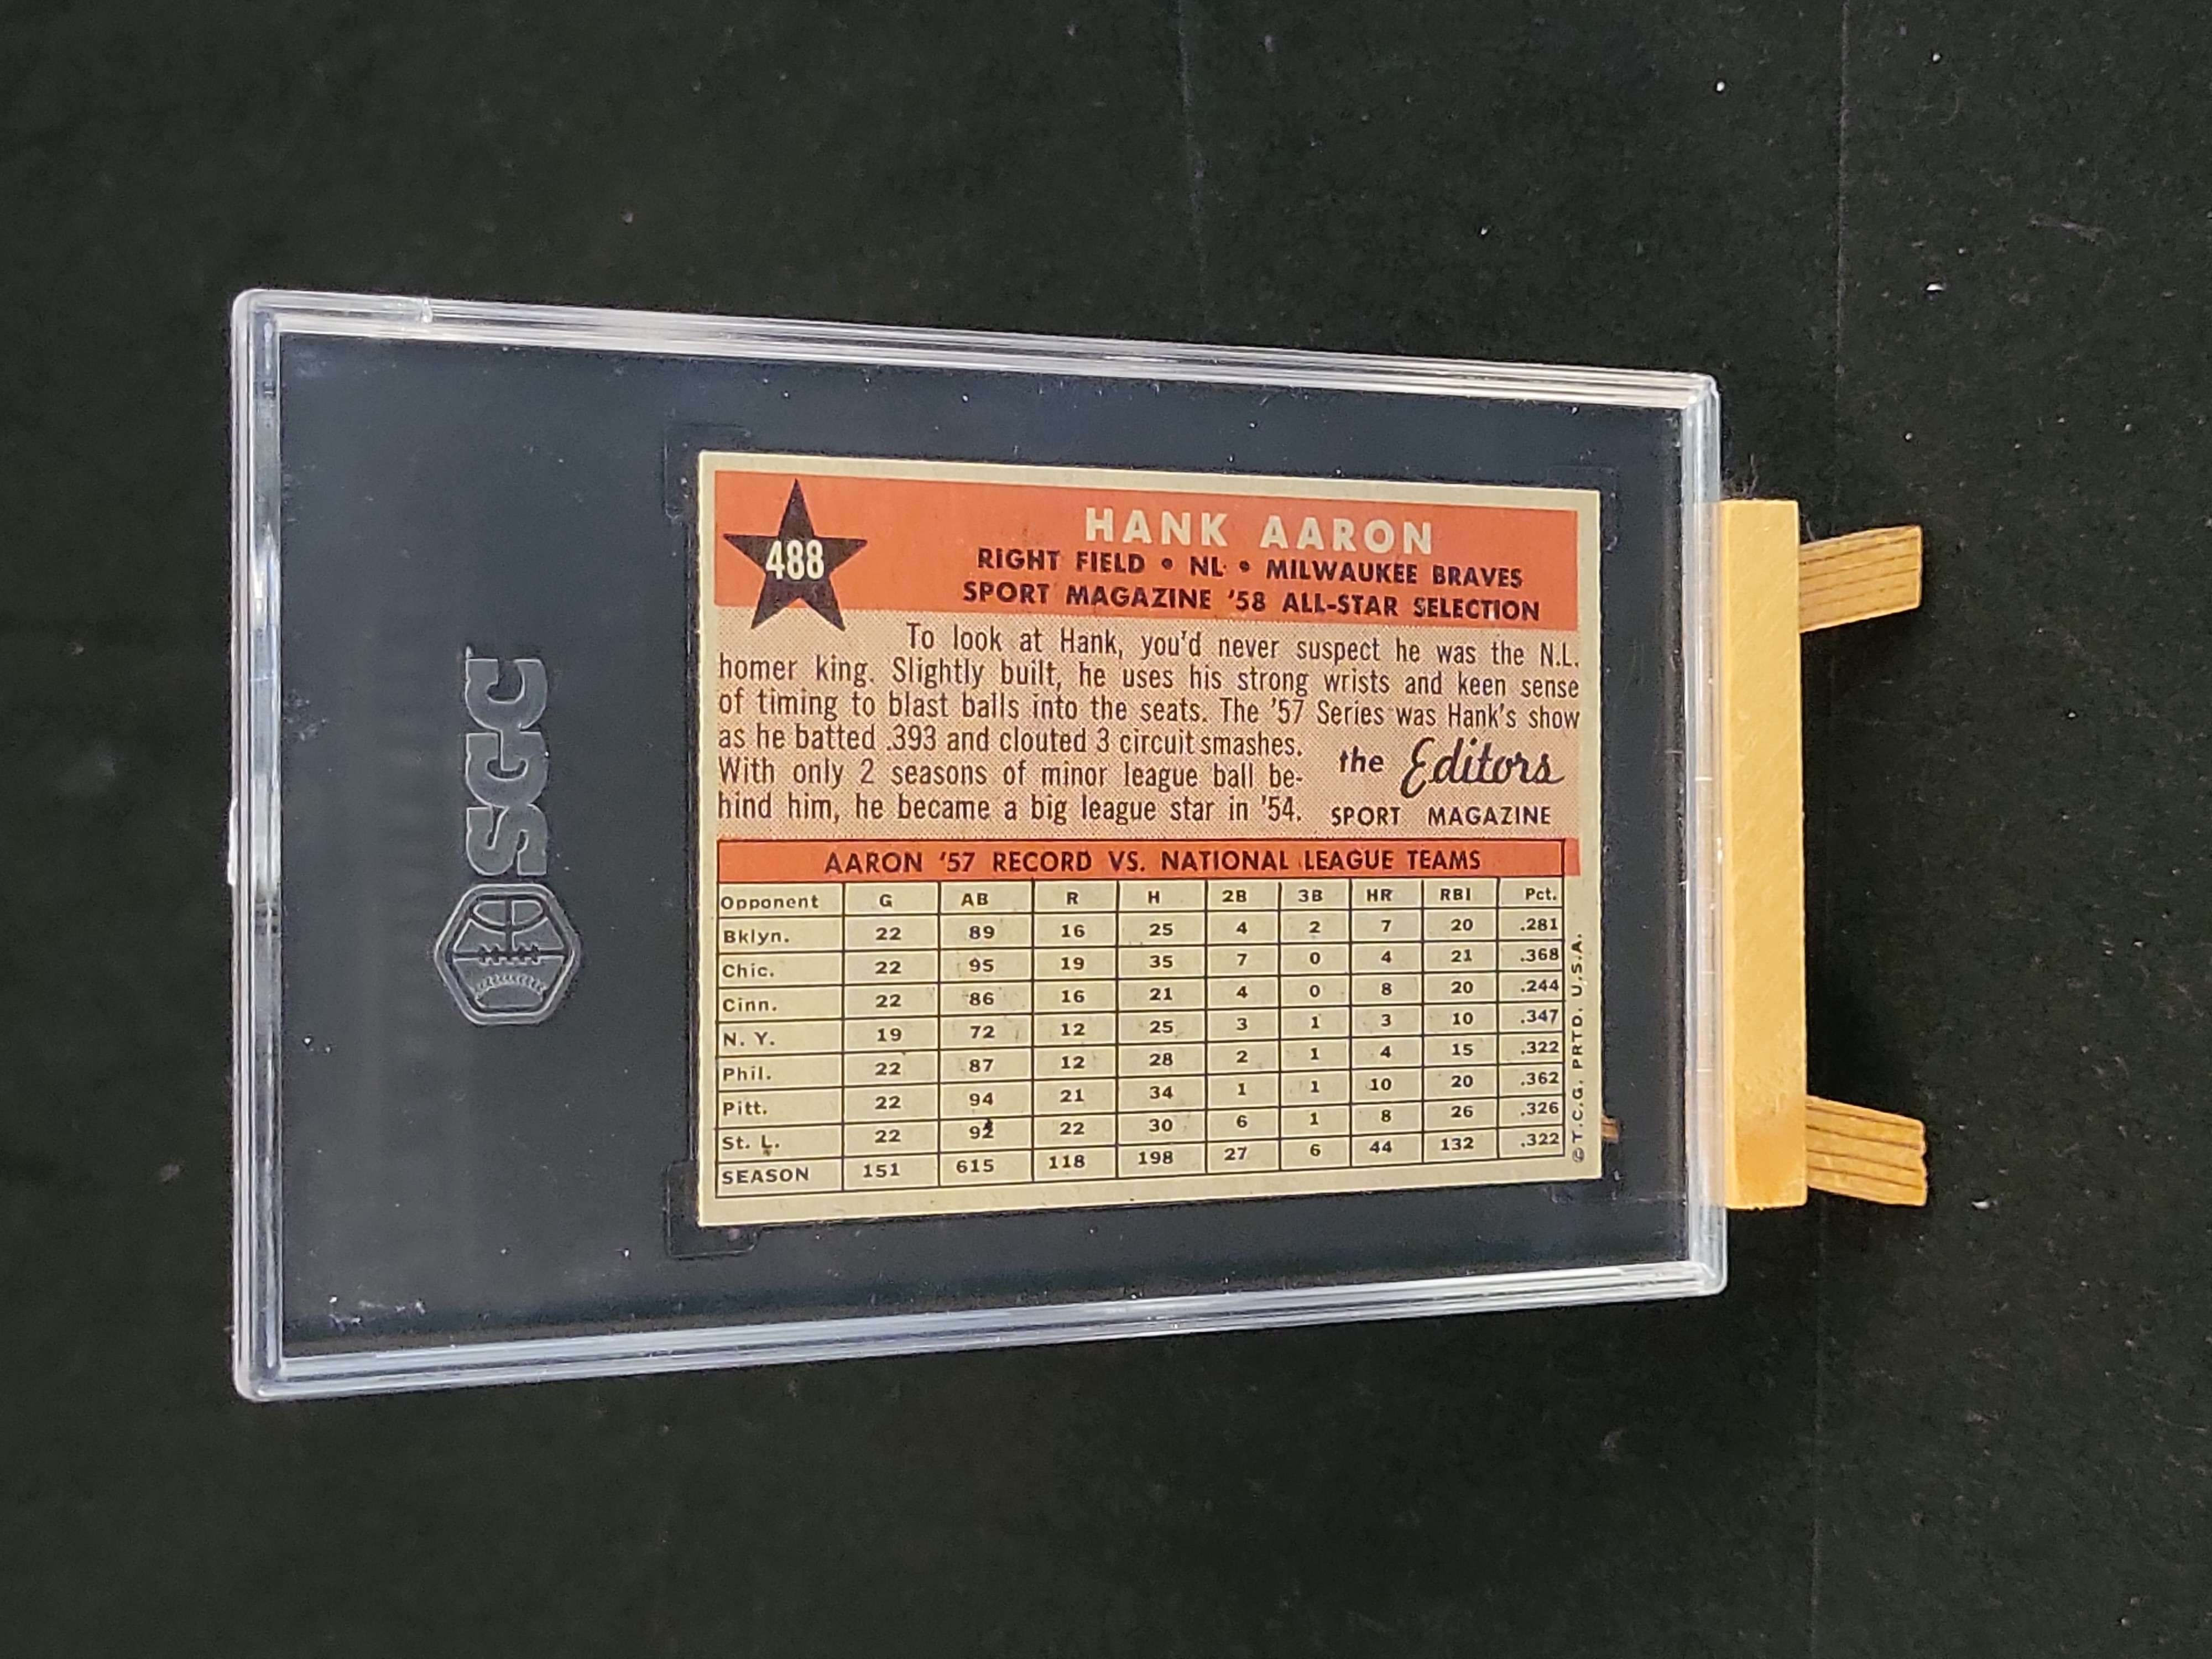 SGC
488
HANK AARON
RIGHT FIELD • NL • MILWAUKEE BRAVES
SPORT MAGAZINE '58 ALL-STAR SELECTION
To look at Hank, you'd never suspect he was the N.L.
homer king. Slightly built, he uses his strong wrists and keen sense
of timing to blast balls into the seats. The '57 Series was Hank's show
as he batted .393 and clouted 3 circuit smashes.
With only 2 seasons of minor league ball be-
hind him, he became a big league star in '54.
the Editors
SPORT MAGAZINE
AARON '57 RECORD VS. NATIONAL LEAGUE TEAMS
Opponent G AB R H 2B 3B HR RBI Pct.
Bklyn. 22 89 16 25 4 2 7 20 .281
Chic. 22 95 19 35 7 0 4 21 .368
Cinn. 22 86 16 21 4 0 8 20 .244
N. Y. 19 72 12 25 3 1 3 10 .347
Phil. 22 87 12 28 2 1 4 15 .322
Pitt. 22 94 21 34 1 1 10 20 .362
St. L. 22 92 22 30 6 1 8 26 .326
SEASON 151 615 118 198 27 6 44 132 .322
© T.C.G. PRTD. U.S.A.